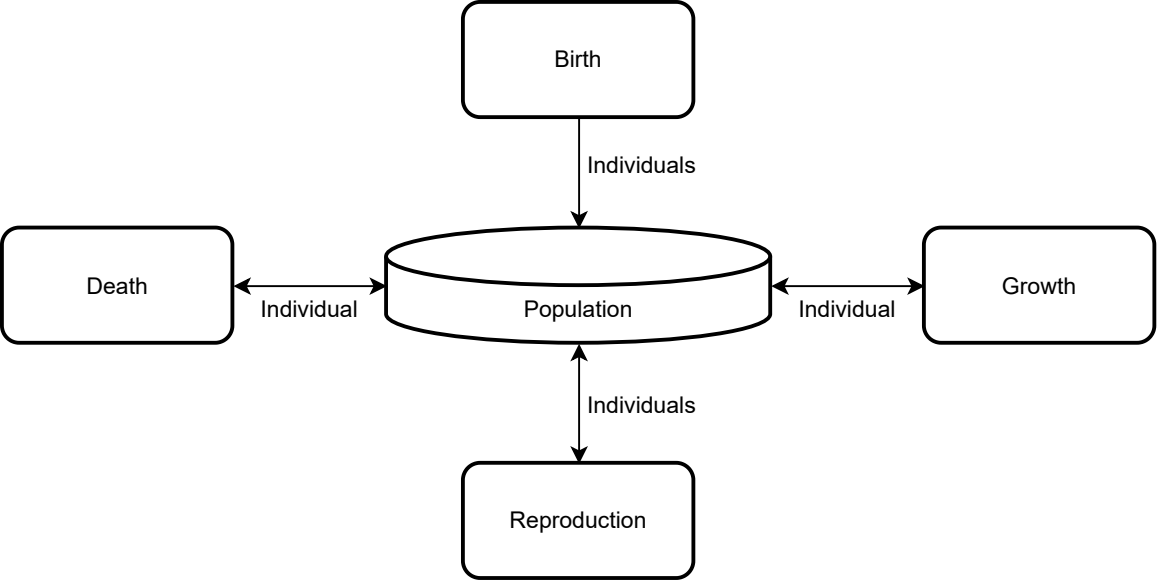 Birth
Individuals
Death
Individual
Population
Individual
Growth
Individuals
Reproduction